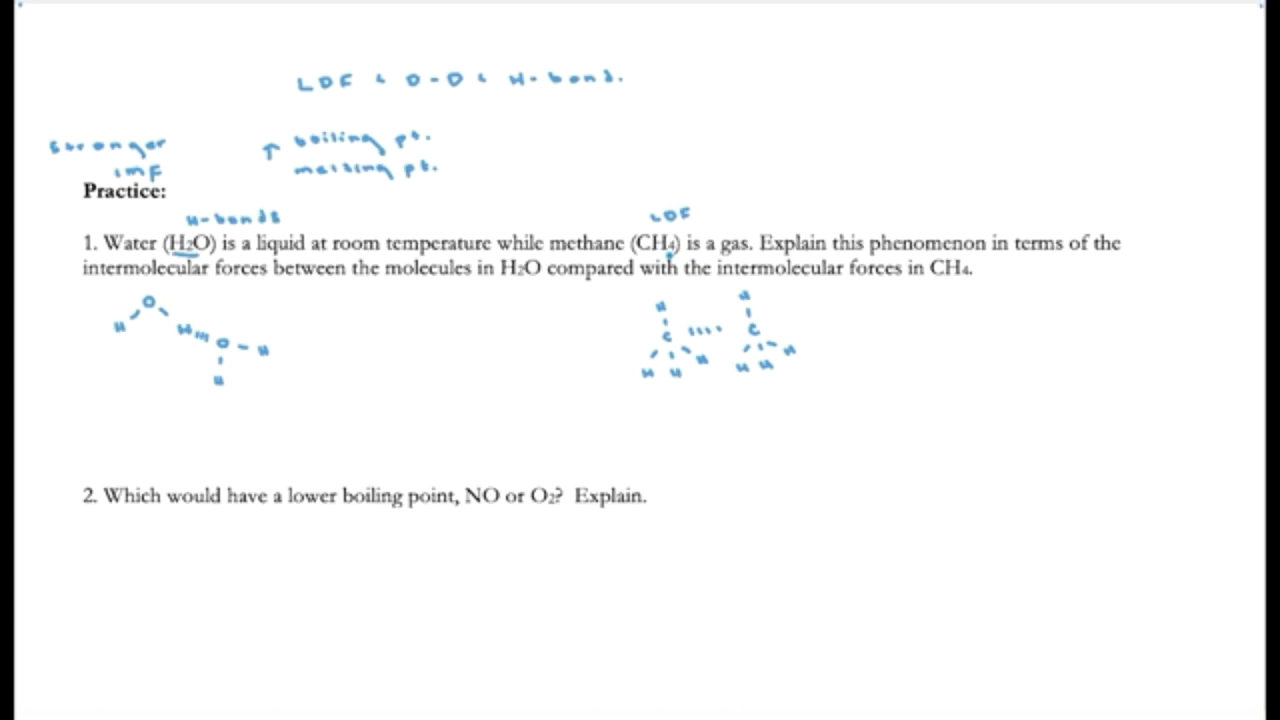 LDF < D-D < H-bond.
stronger ↑ boiling pt.
IMF melting pt.
Practice:
H-bonds LDF
1. Water (H₂O) is a liquid at room temperature while methane (CH₄) is a gas. Explain this phenomenon in terms of the
intermolecular forces between the molecules in H₂O compared with the intermolecular forces in CH₄.
H H
O
H H O H C C
H H H H H H H
2. Which would have a lower boiling point, NO or O₂? Explain.